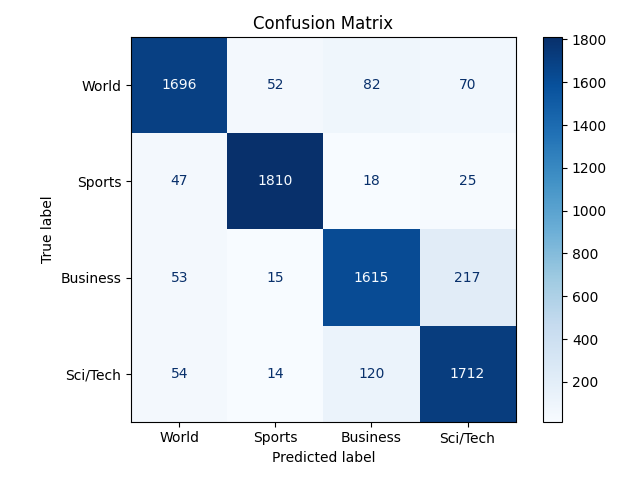 Confusion Matrix
World 1696 52 82 70
Sports 47 1810 18 25
Business 53 15 1615 217
Sci/Tech 54 14 120 1712
World Sports Business Sci/Tech
Predicted label
True label
1800
1600
1400
1200
1000
800
600
400
200